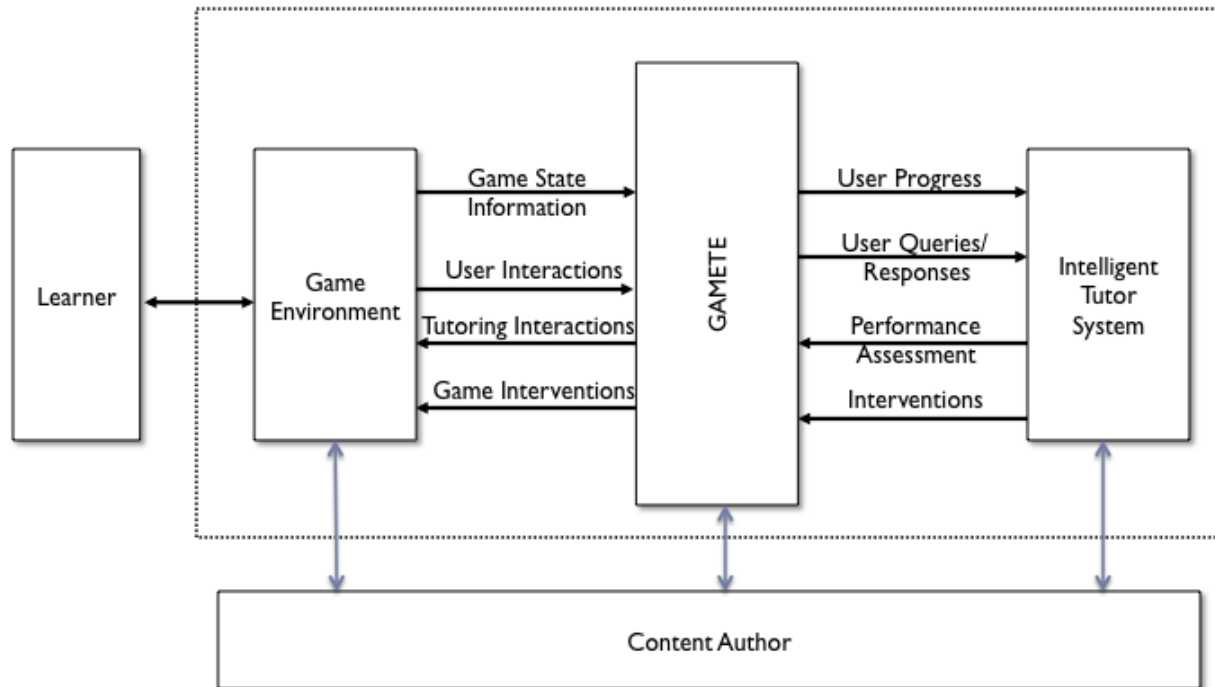 Learner
Game
Environment
Game State
Information
User Interactions
Tutoring Interactions
Game Interventions
GAMETE
User Progress
User Queries/
Responses
Performance
Assessment
Interventions
Intelligent
Tutor
System
Content Author